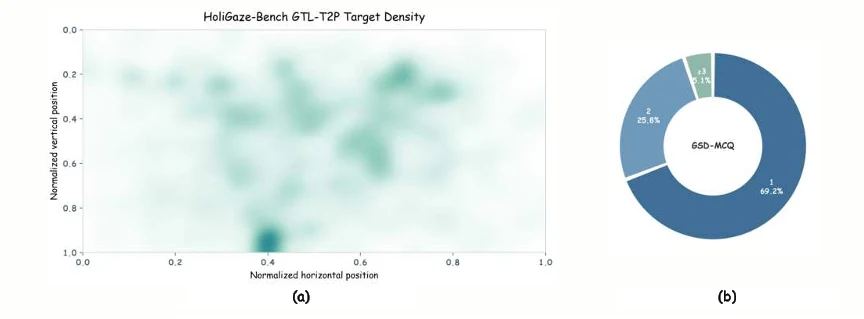 HoliGaze-Bench GTL-T2P Target Density
Normalized vertical position
0.0
0.2
0.4
0.6
0.8
1.0
0.0 0.2 0.4 0.6 0.8 1.0
Normalized horizontal position
(a)
≥3
5.1%
2
25.6%
GSD-MCQ
1
69.2%
(b)